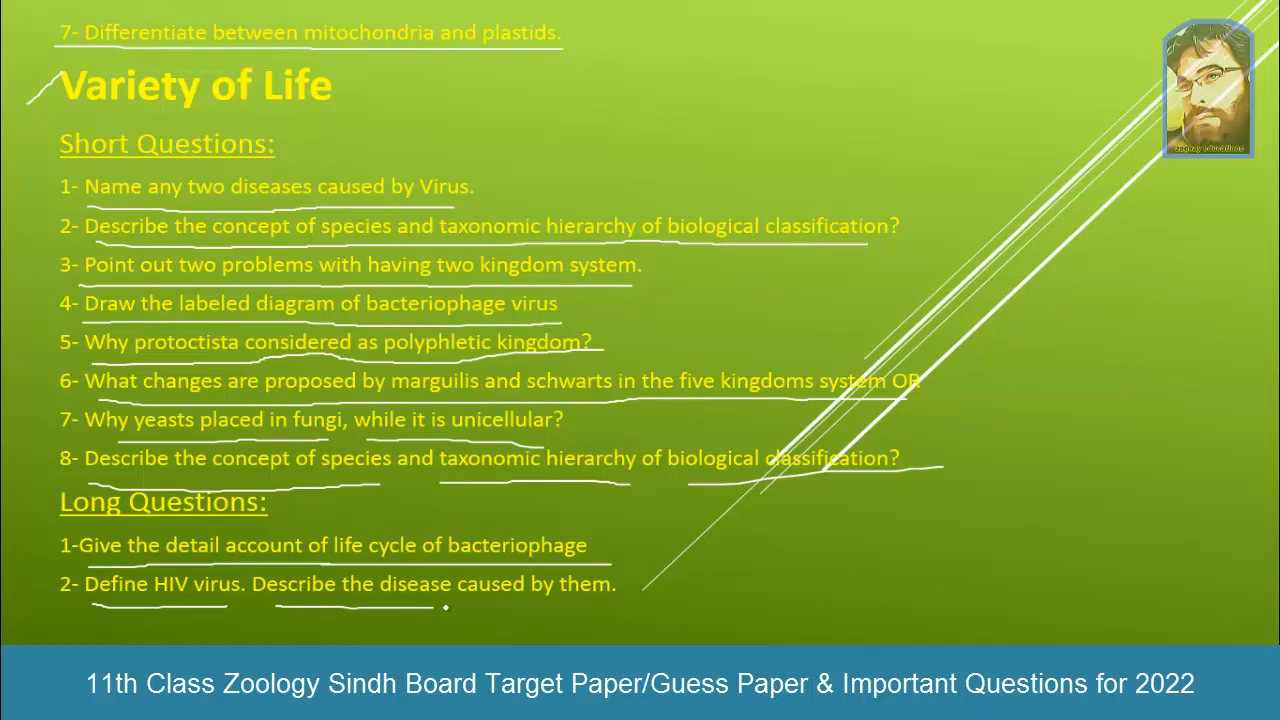 7- Differentiate between mitochondria and plastids.
Variety of Life
Short Questions:
1- Name any two diseases caused by Virus.
2- Describe the concept of species and taxonomic hierarchy of biological classification?
3- Point out two problems with having two kingdom system.
4- Draw the labeled diagram of bacteriophage virus
5- Why protoctista considered as polyphletic kingdom?
6- What changes are proposed by marguilis and schwarts in the five kingdoms system OR
7- Why yeasts placed in fungi, while it is unicellular?
8- Describe the concept of species and taxonomic hierarchy of biological classification?
Long Questions:
1-Give the detail account of life cycle of bacteriophage
2- Define HIV virus. Describe the disease caused by them.
11th Class Zoology Sindh Board Target Paper/Guess Paper & Important Questions for 2022